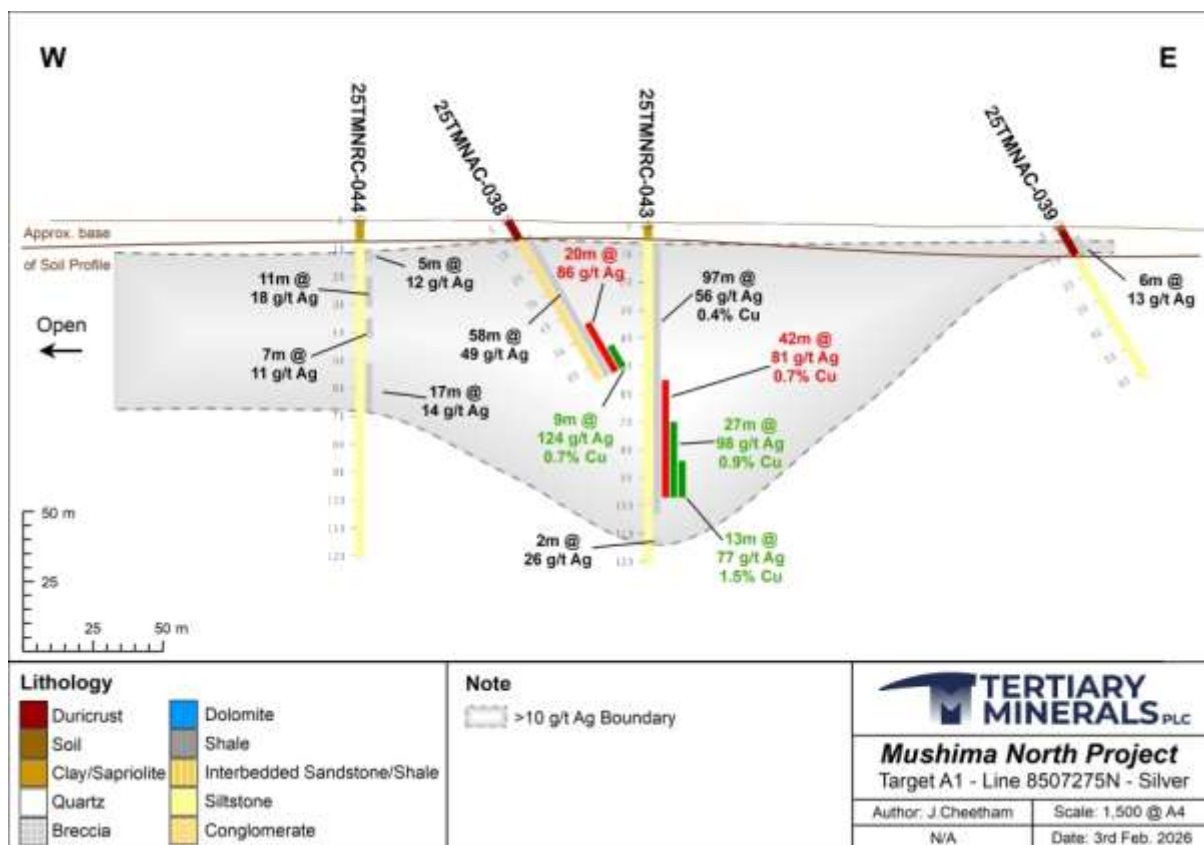 W
E
25TMNRC-044
25TMNAC-038
25TMNRC-043
25TMNAC-039
Approx. base
of Soil Profile
Open
5m @
12 g/t Ag
11m @
18 g/t Ag
7m @
11 g/t Ag
17m @
14 g/t Ag
20m @
86 g/t Ag
58m @
49 g/t Ag
9m @
124 g/t Ag
0.7% Cu
97m @
56 g/t Ag
0.4% Cu
42m @
81 g/t Ag
0.7% Cu
27m @
98 g/t Ag
0.9% Cu
13m @
77 g/t Ag
1.5% Cu
2m @
26 g/t Ag
6m @
13 g/t Ag
50 m
25
25
50 m
Lithology
Duricrust
Soil
Clay/Sapriolite
Quartz
Breccia
Dolomite
Shale
Interbedded Sandstone/Shale
Siltstone
Conglomerate
Note
>10 g/t Ag Boundary
TERTIARY
MINERALS PLC
Mushima North Project
Target A1 - Line 8507275N - Silver
Author: J.Cheetham
Scale: 1,500 @ A4
N/A
Date: 3rd Feb. 2026